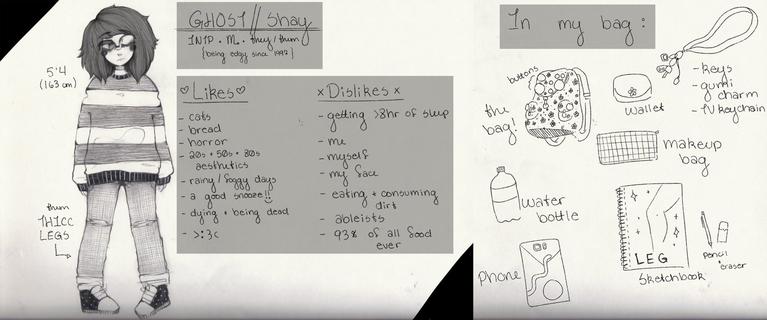 GHOST // Shay
INTP • M • they/them
(being edgy since 1997)
5'4
(163 cm)
them
THICC
LEGS
♡Likes♡
- cats
- bread
- horror
- 20s + 50s + 80s
aesthetics
- rainy/foggy days
- a good snooze!!
- dying + being dead
- >:3c
x Dislikes x
- getting >8hr of sleep
- me
- myself
- my face
- eating + consuming
dirt
- ableists
- 93% of all food
ever
In my bag:
buttons
the
bag!
wallet
- keys
- gumi
charm
- IV keychain
makeup
bag
water
bottle
phone
LEG
Sketchbook
pencil
+ eraser